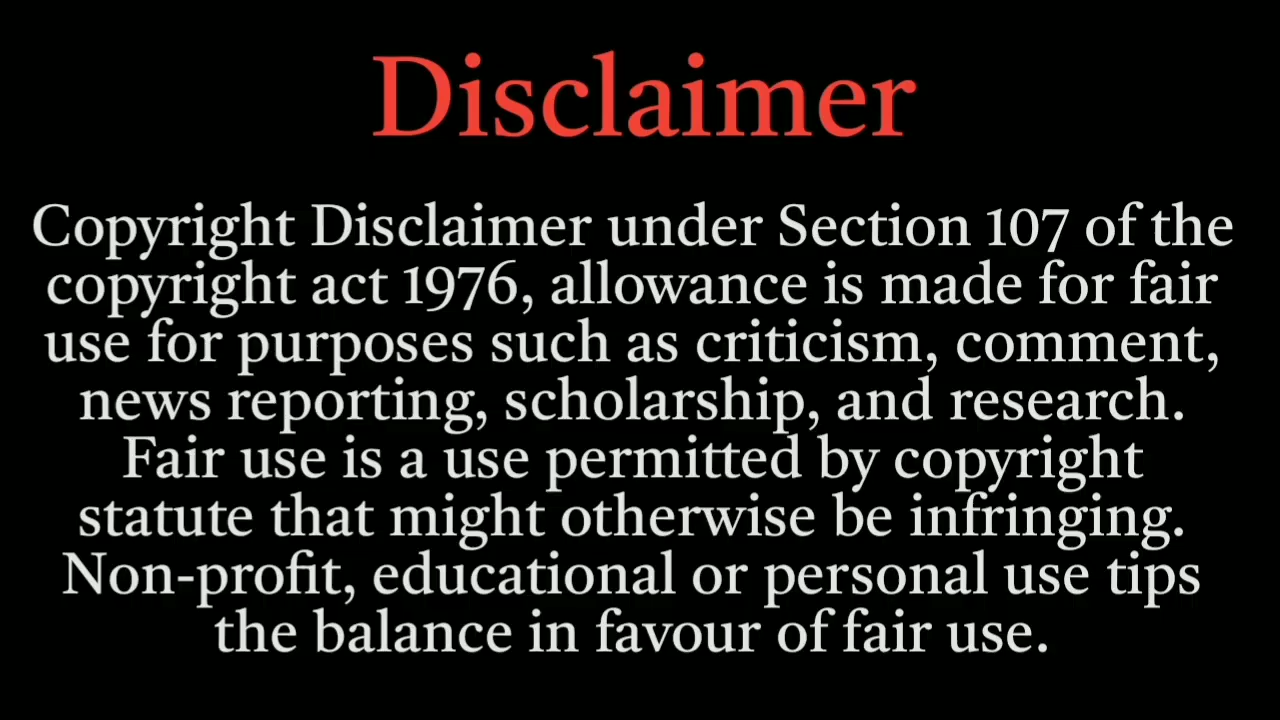 Disclaimer
Copyright Disclaimer under Section 107 of the
copyright act 1976, allowance is made for fair
use for purposes such as criticism, comment,
news reporting, scholarship, and research.
Fair use is a use permitted by copyright
statute that might otherwise be infringing.
Non-profit, educational or personal use tips
the balance in favour of fair use.